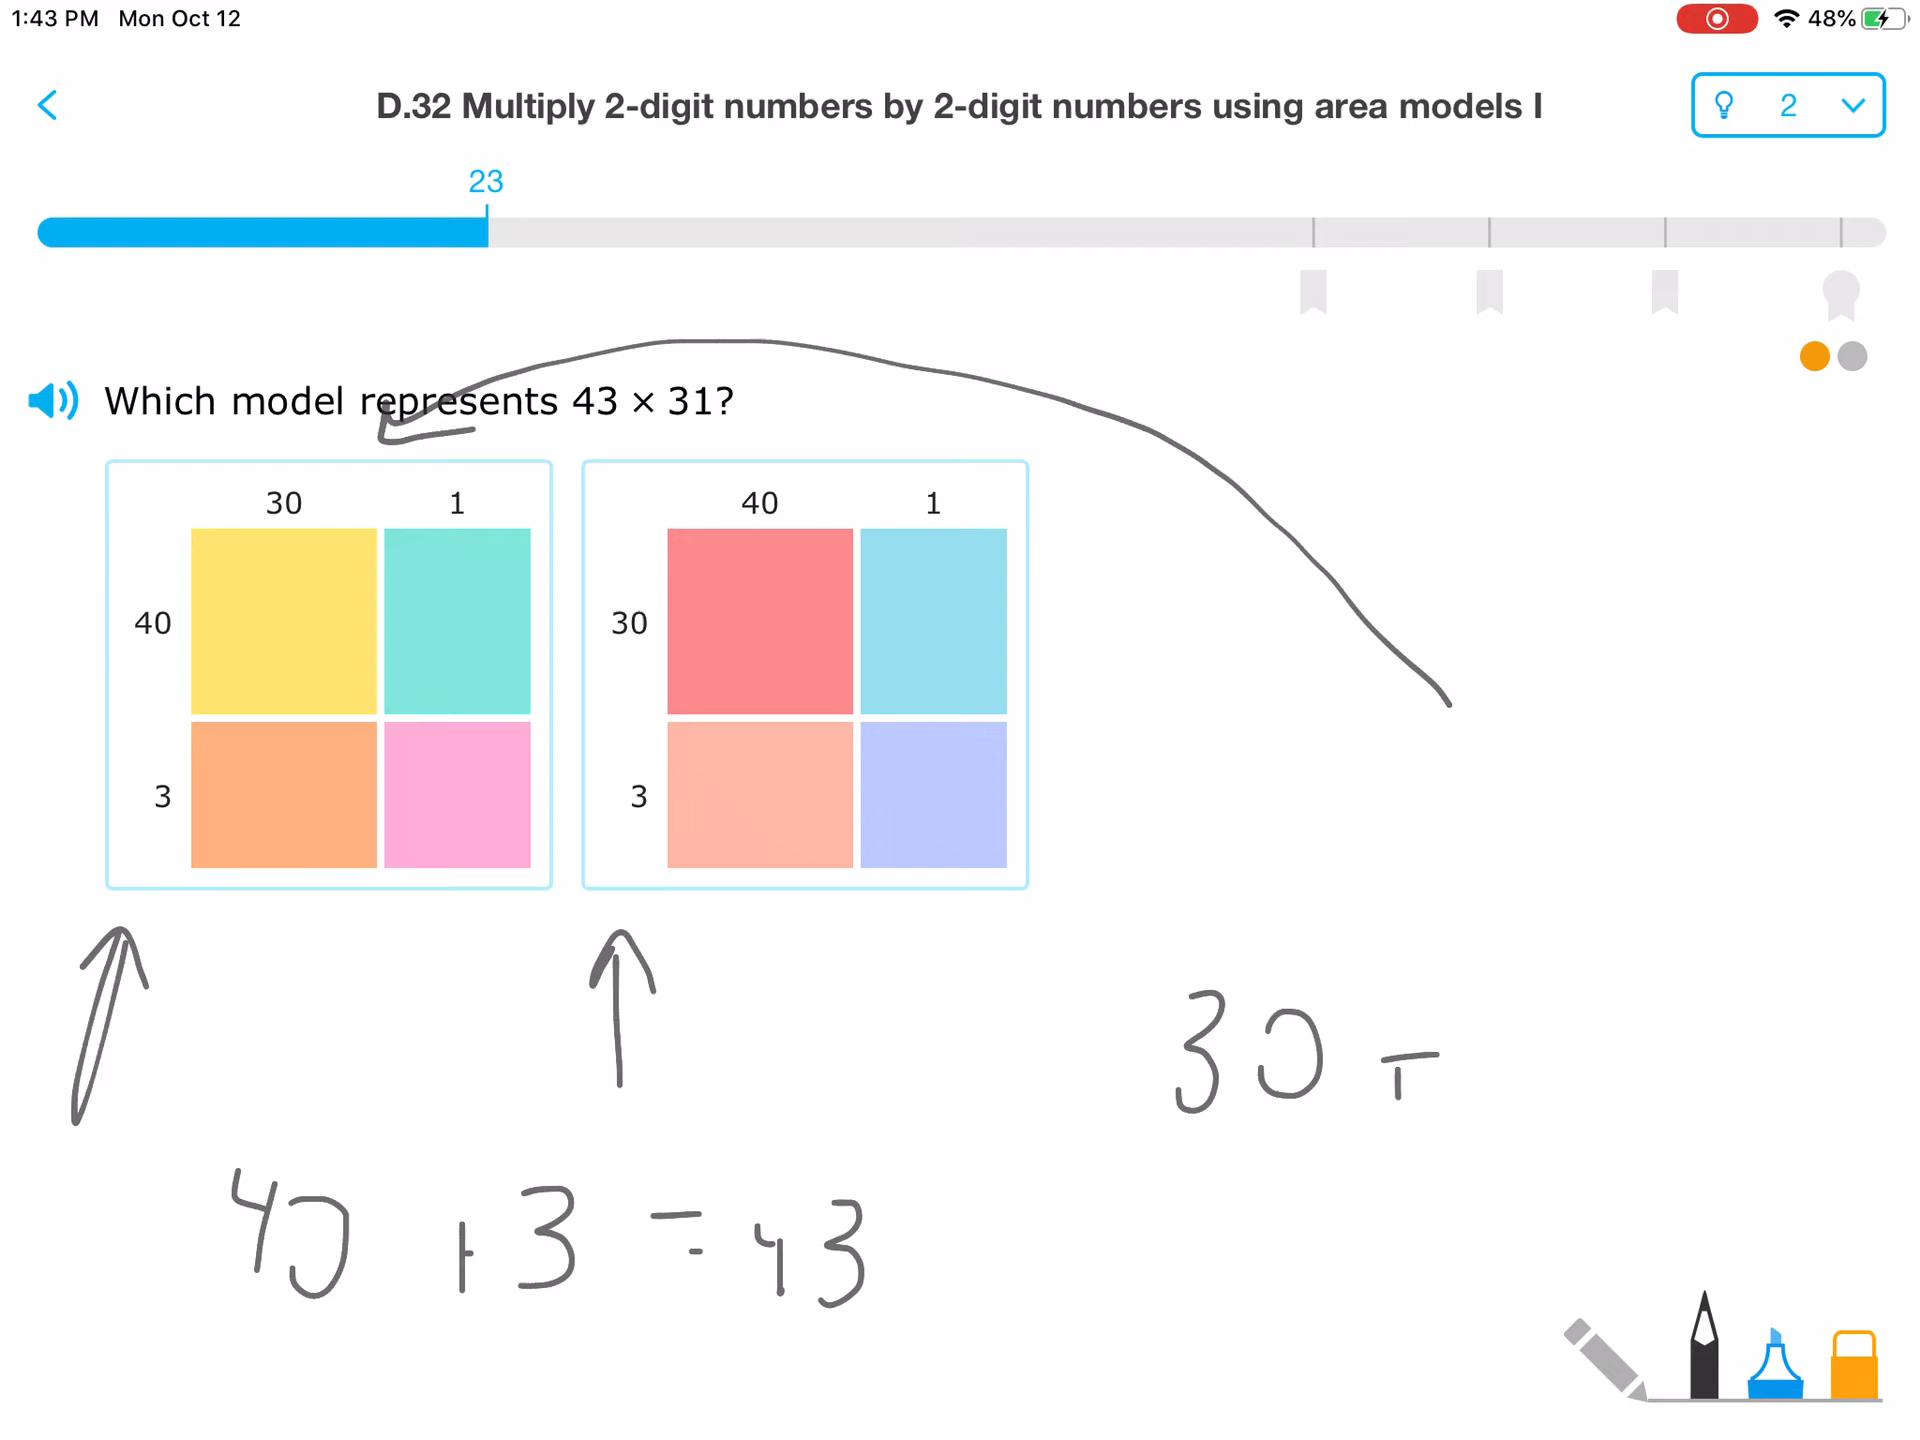 1:43 PM Mon Oct 12
48%
D.32 Multiply 2-digit numbers by 2-digit numbers using area models I
2
23
Which model represents 43 × 31?
30 1
40
3
40 1
30
3
30
40 + 3 = 43